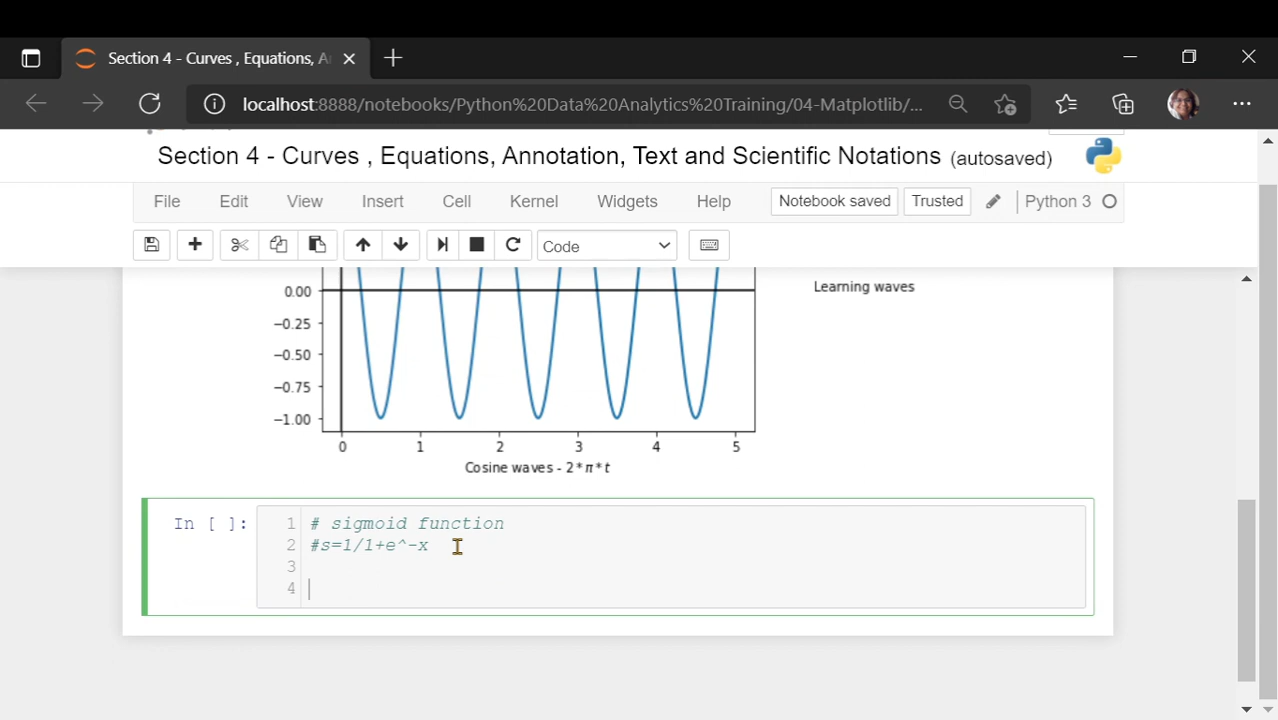 Section 4 - Curves , Equations, A
localhost:8888/notebooks/Python%20Data%20Analytics%20Training/04-Matplotlib/...
Section 4 - Curves , Equations, Annotation, Text and Scientific Notations (autosaved)
File Edit View Insert Cell Kernel Widgets Help Notebook saved Trusted Python 3
Code
0.00 Learning waves
−0.25
−0.50
−0.75
−1.00
0 1 2 3 4 5
Cosine waves - 2 * π * t
In [ ]: 1 # sigmoid function
2 #s=1/1+e^-x
3
4